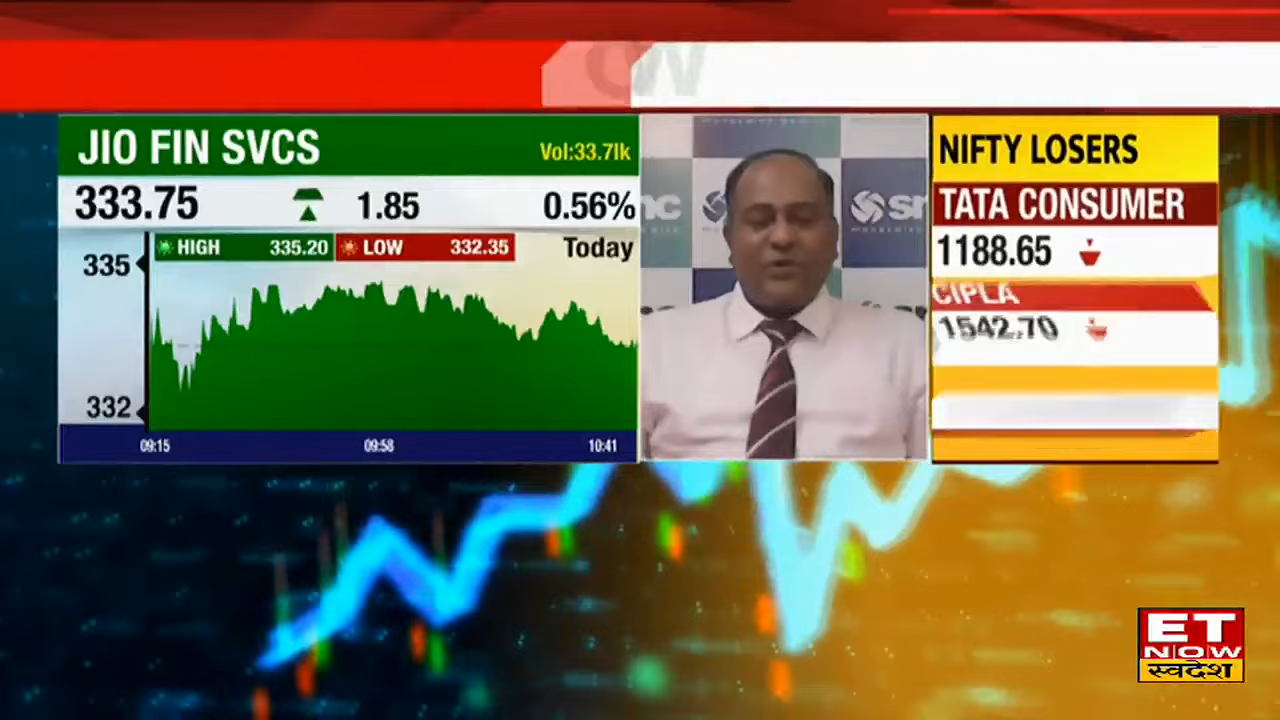 JIO FIN SVCS
Vol:33.7lk
333.75 1.85 0.56%
HIGH 335.20 LOW 332.35 Today
335
332
09:15 09:58 10:41
NIFTY LOSERS
TATA CONSUMER
1188.65
CIPLA
1542.70
ET
NOW
स्वदेश